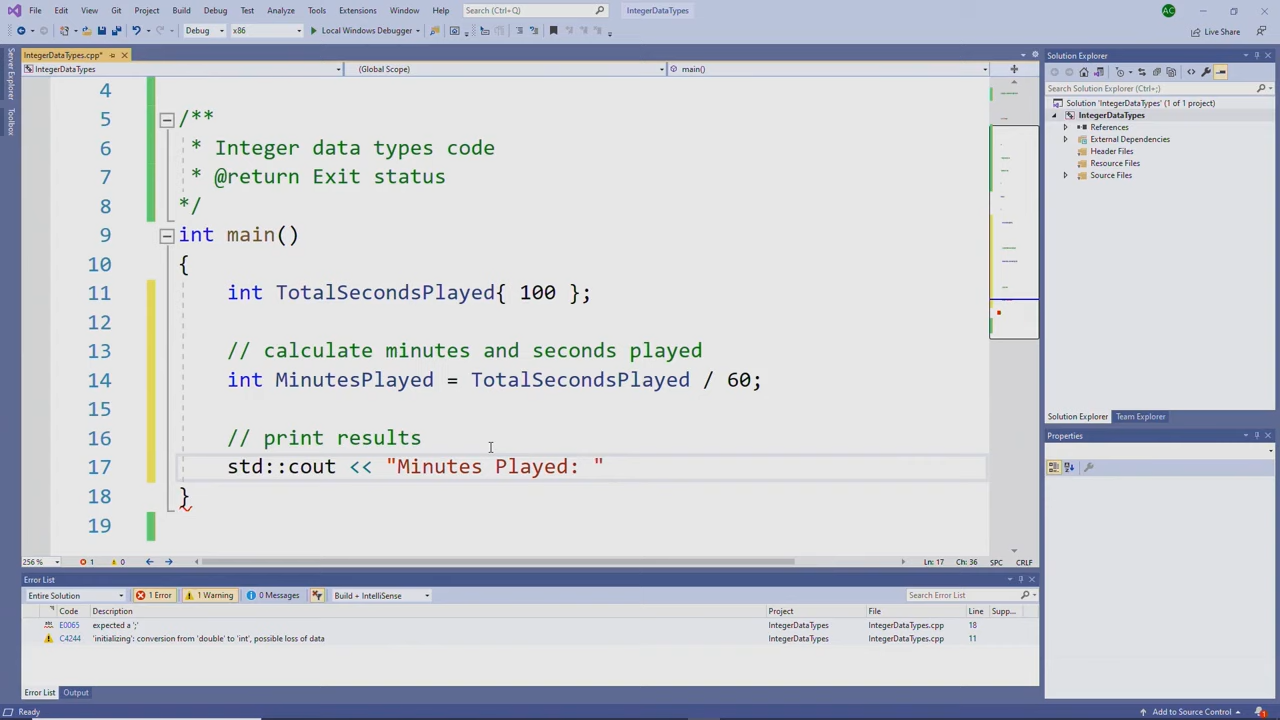 File Edit View Git Project Build Debug Test Analyze Tools Extensions Window Help Search (Ctrl+Q) IntegerDataTypes AC
Debug x86 Local Windows Debugger Live Share
Server Explorer
Toolbox
IntegerDataTypes.cpp*
IntegerDataTypes (Global Scope) main()
4
5 /**
6 * Integer data types code
7 * @return Exit status
8 */
9 int main()
10 {
11 int TotalSecondsPlayed{ 100 };
12
13 // calculate minutes and seconds played
14 int MinutesPlayed = TotalSecondsPlayed / 60;
15
16 // print results
17 std::cout << "Minutes Played: "
18 }
19
256 % 1 0 Ln: 17 Ch: 36 SPC CRLF
Solution Explorer
Search Solution Explorer (Ctrl+;)
Solution 'IntegerDataTypes' (1 of 1 project)
IntegerDataTypes
References
External Dependencies
Header Files
Resource Files
Source Files
Solution Explorer Team Explorer
Properties
Error List
Entire Solution 1 Error 1 Warning 0 Messages Build + IntelliSense Search Error List
Code Description Project File Line Supp...
E0065 expected a ';' IntegerDataTypes IntegerDataTypes.cpp 18
C4244 'initializing': conversion from 'double' to 'int', possible loss of data IntegerDataTypes IntegerDataTypes.cpp 11
Error List Output
Ready Add to Source Control 1